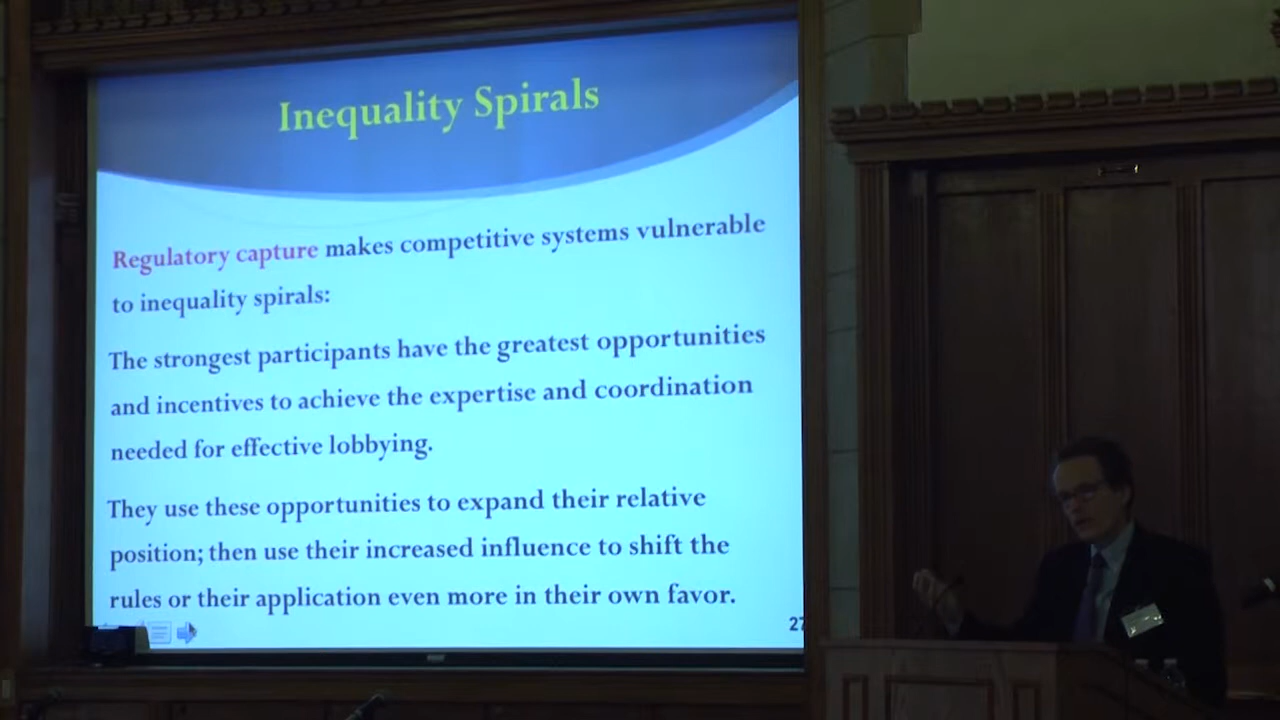 Inequality Spirals
Regulatory capture makes competitive systems vulnerable
to inequality spirals:
The strongest participants have the greatest opportunities
and incentives to achieve the expertise and coordination
needed for effective lobbying.
They use these opportunities to expand their relative
position; then use their increased influence to shift the
rules or their application even more in their own favor.
27